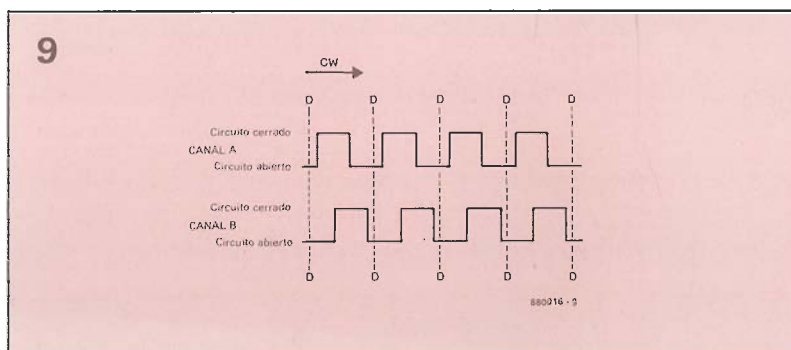 9
CW
D D D D D
Circuito cerrado
CANAL A
Circuito abierto
Circuito cerrado
CANAL B
Circuito abierto
D D D D D
880016 - 9